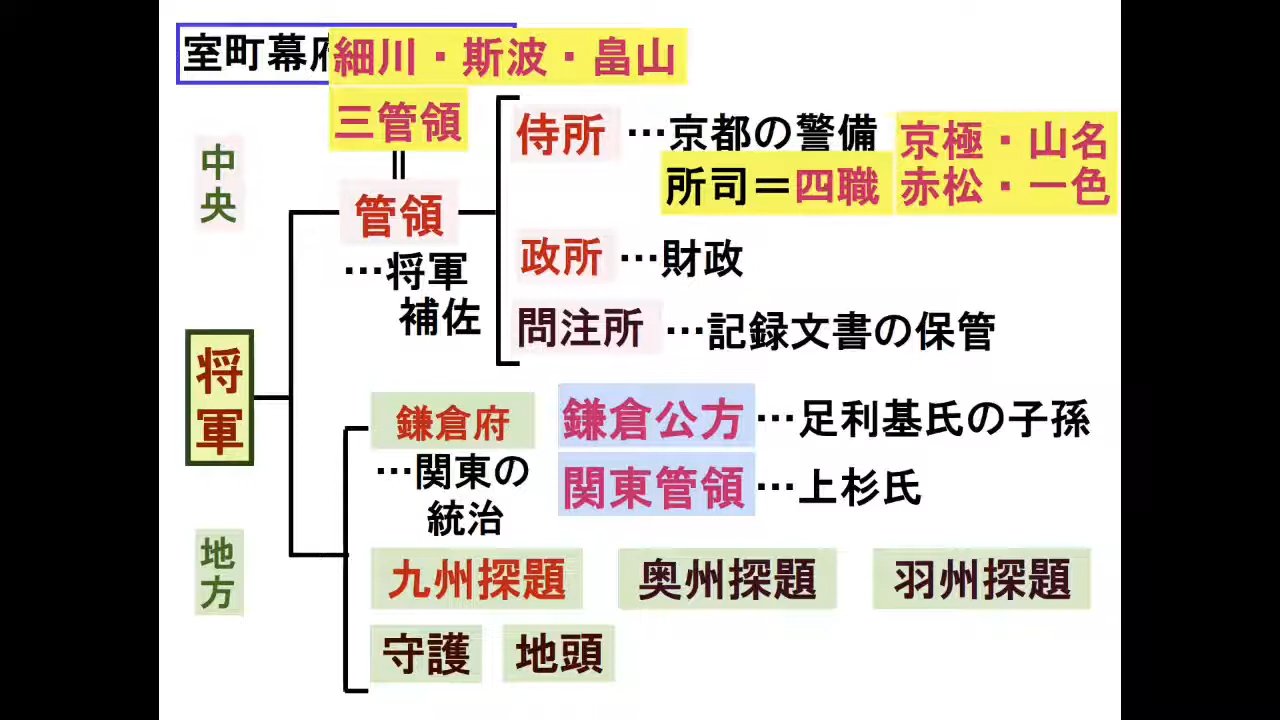 室町幕府
細川・斯波・畠山
三管領
=
管領
…将軍
補佐
中央
侍所…京都の警備
所司＝四職
京極・山名
赤松・一色
政所…財政
問注所…記録文書の保管
将軍
地方
鎌倉府
…関東の
統治
鎌倉公方…足利基氏の子孫
関東管領…上杉氏
九州探題 奥州探題 羽州探題
守護 地頭